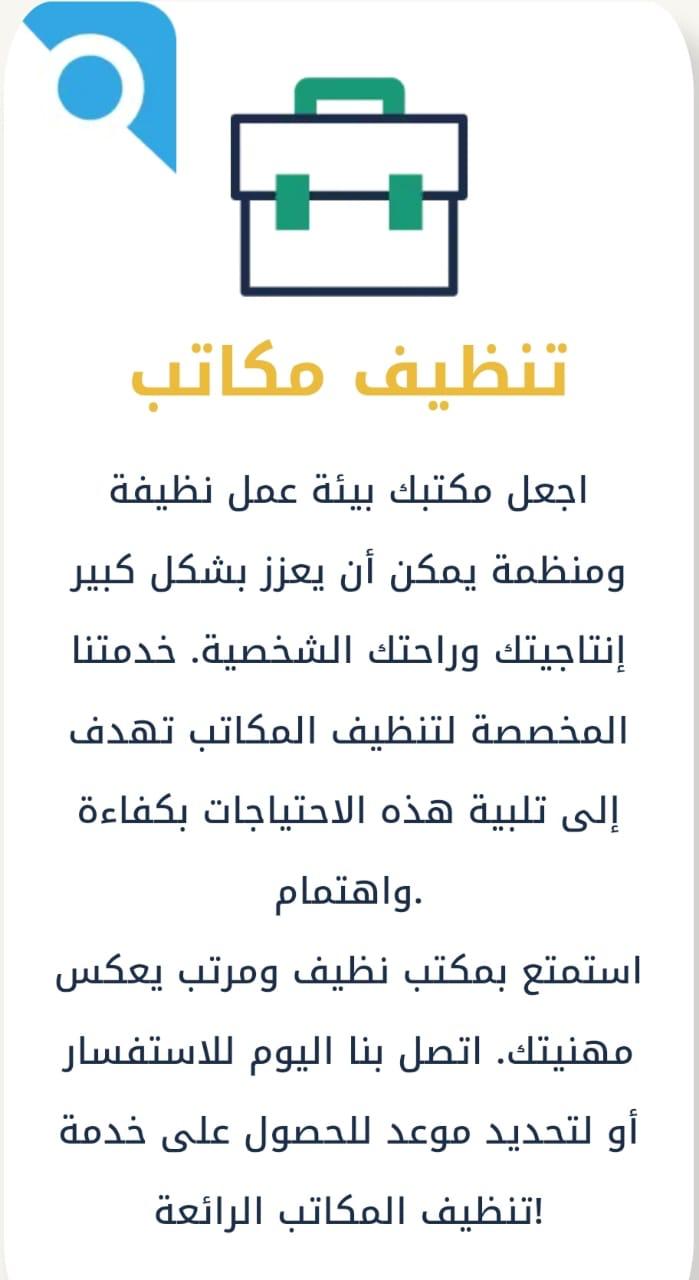 تنظيف مكاتب
اجعل مكتبك بيئة عمل نظيفة
ومنظمة يمكن أن يعزز بشكل كبير
إنتاجيتك وراحتك الشخصية. خدمتنا
المخصصة لتنظيف المكاتب تهدف
إلى تلبية هذه الاحتياجات بكفاءة
.واهتمام
استمتع بمكتب نظيف ومرتب يعكس
مهنيتك. اتصل بنا اليوم للاستفسار
أو لتحديد موعد للحصول على خدمة
!تنظيف المكاتب الرائعة